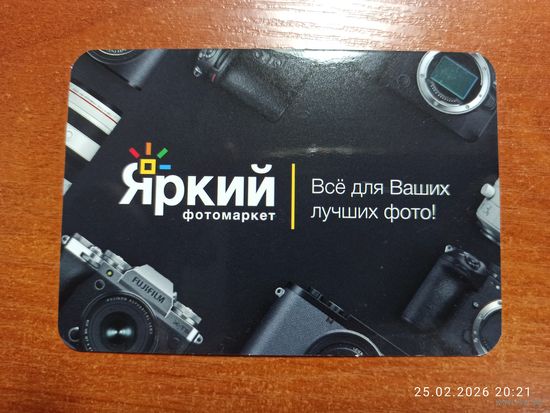 Яркий
фотомаркет
Всё для Ваших
лучших фото!
FUJIFILM
25.02.2026 20:21